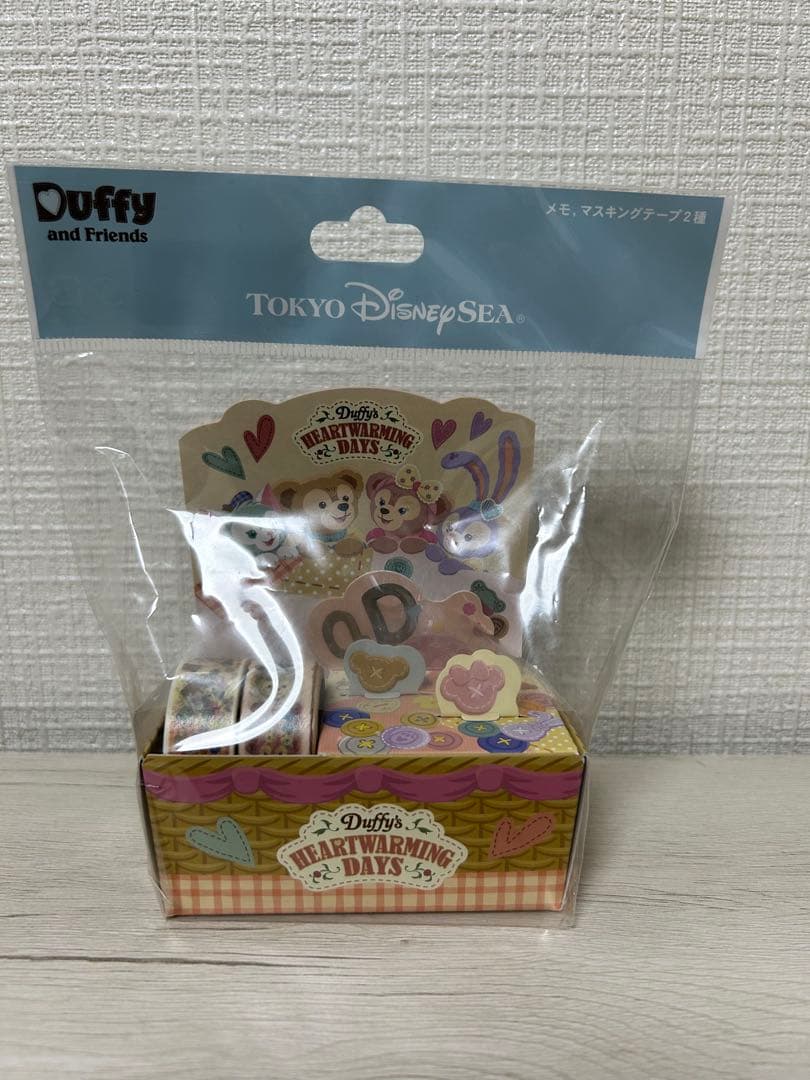 Duffy
and Friends
メモ, マスキングテープ2種
TOKYO DISNEYSEA®
Duffy's
HEARTWARMING
DAYS
Duffy's
HEARTWARMING
DAYS